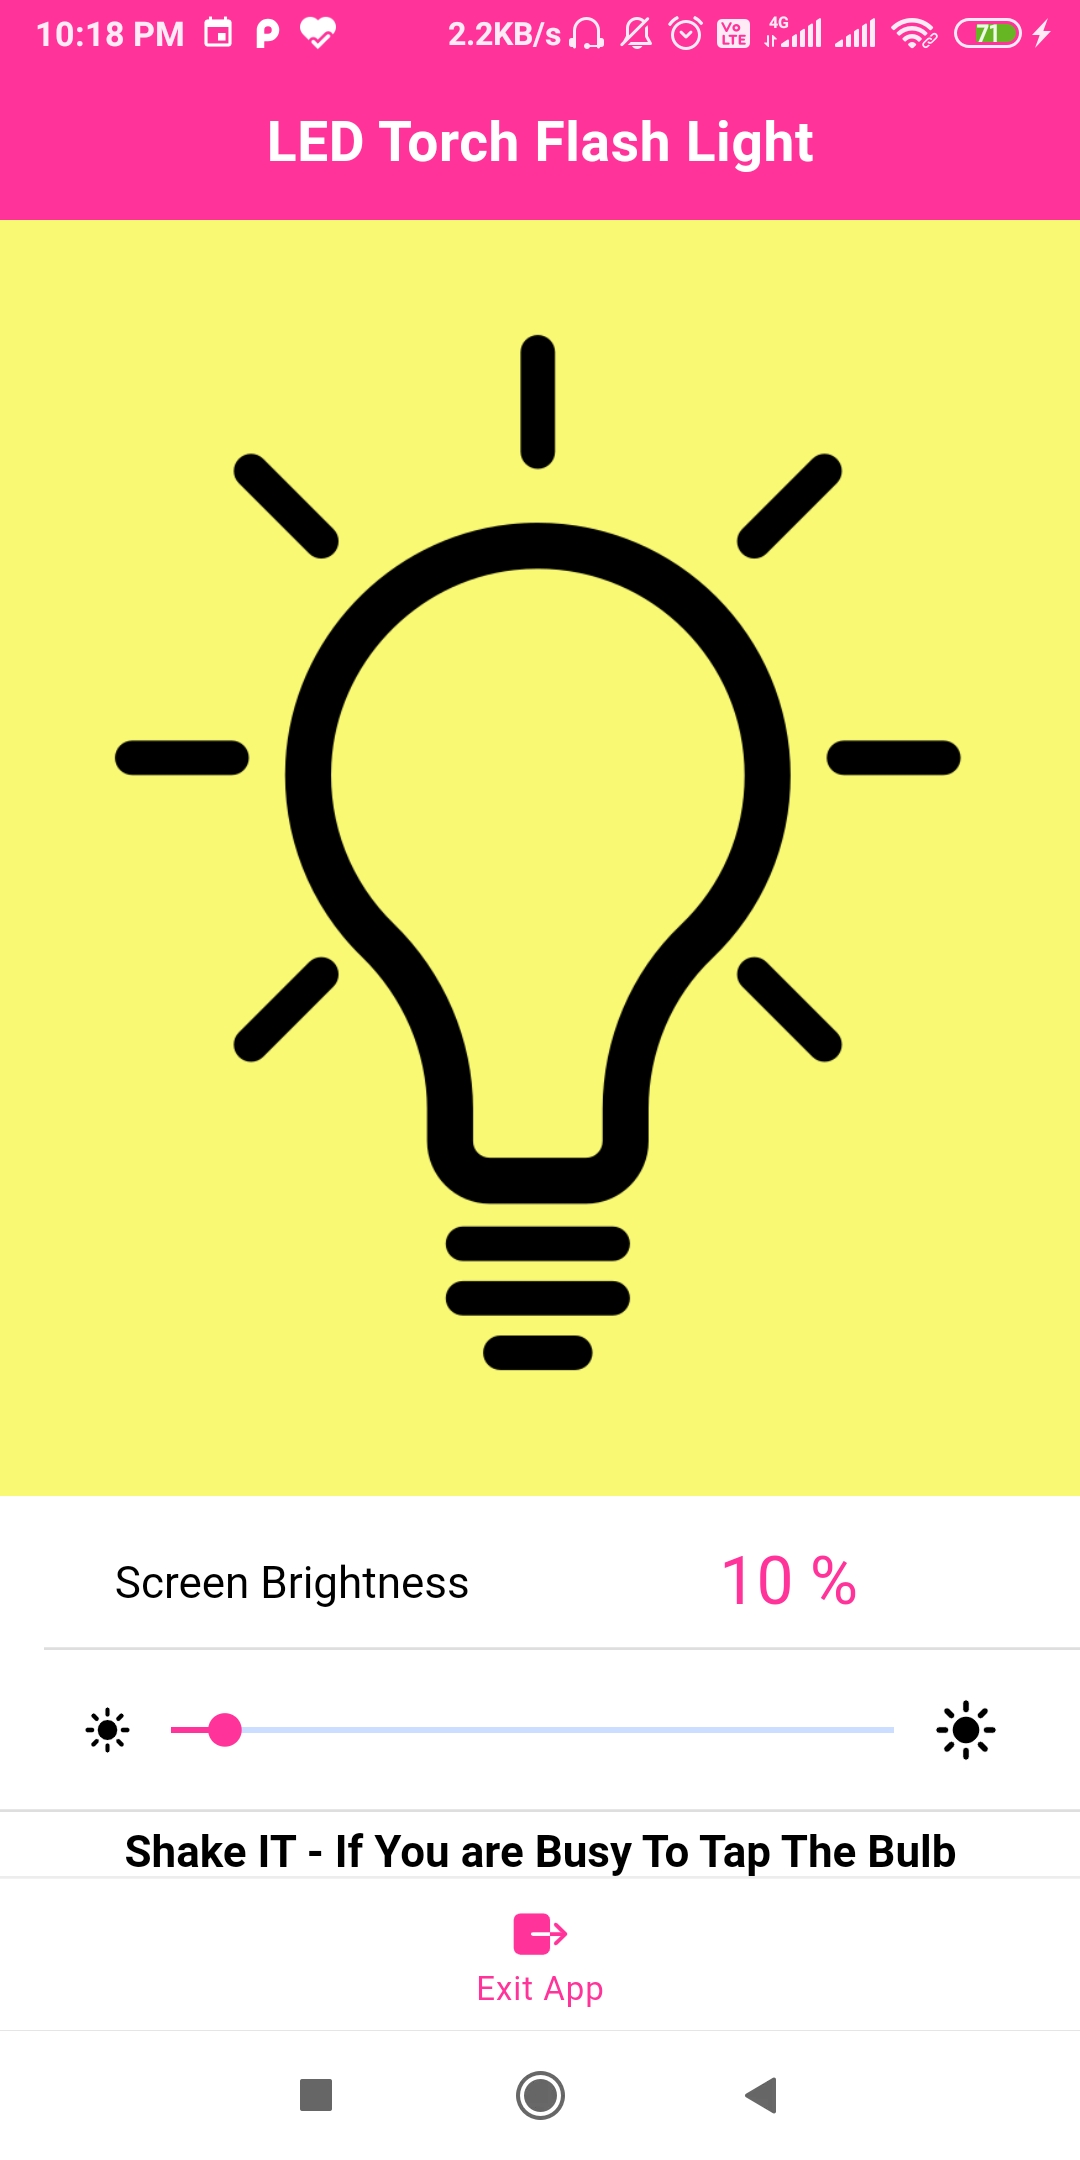 10:18 PM 2.2KB/s Vo LTE 4G 71
LED Torch Flash Light
Screen Brightness 10 %
Shake IT - If You are Busy To Tap The Bulb
Exit App